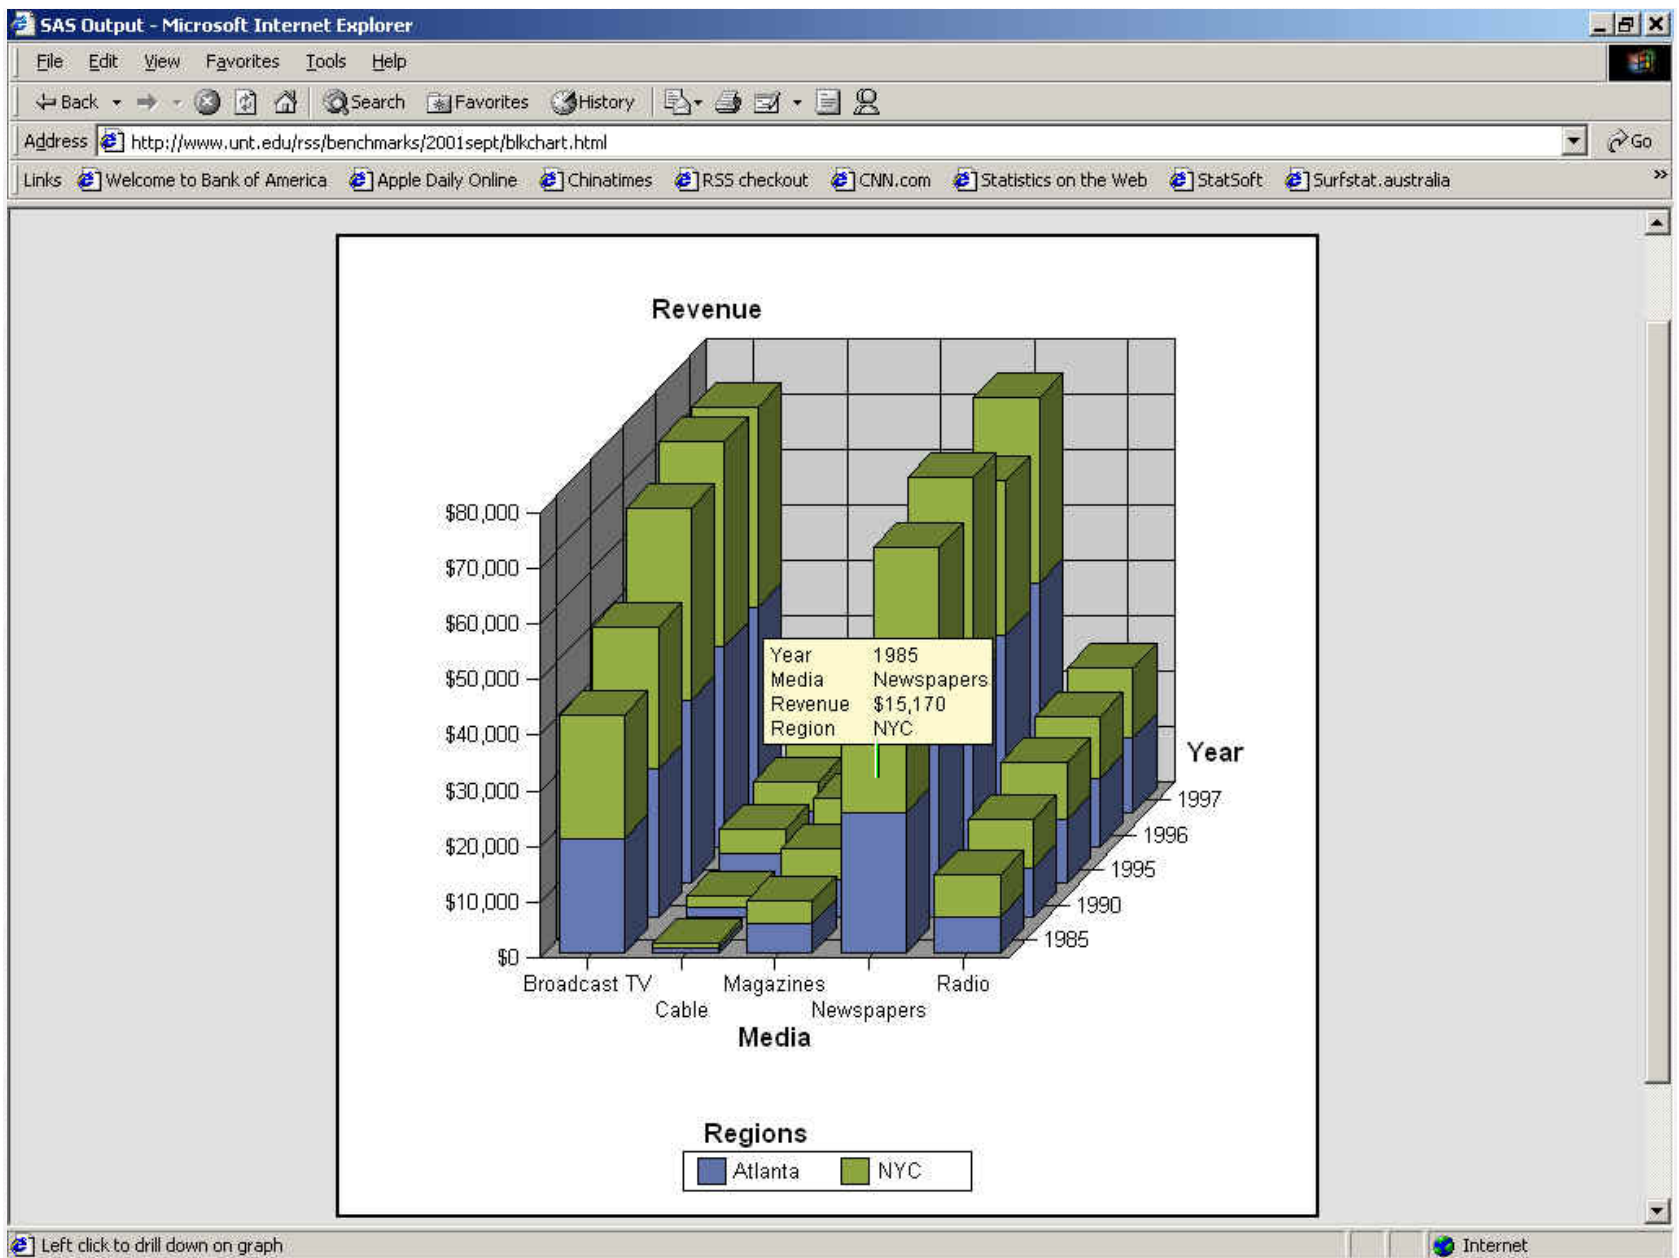 SAS Output - Microsoft Internet Explorer
File Edit View Favorites Tools Help
Back Search Favorites History
Address http://www.unt.edu/rss/benchmarks/2001sept/blkchart.html Go
Links Welcome to Bank of America Apple Daily Online Chinatimes RSS checkout CNN.com Statistics on the Web StatSoft Surfstat.australia »
Revenue
$80,000
$70,000
$60,000
$50,000
$40,000
$30,000
$20,000
$10,000
$0
Year 1985
Media Newspapers
Revenue $15,170
Region NYC
Year
1997
1996
1995
1990
1985
Broadcast TV Magazines Radio
Cable Newspapers
Media
Regions
Atlanta NYC
Left click to drill down on graph Internet